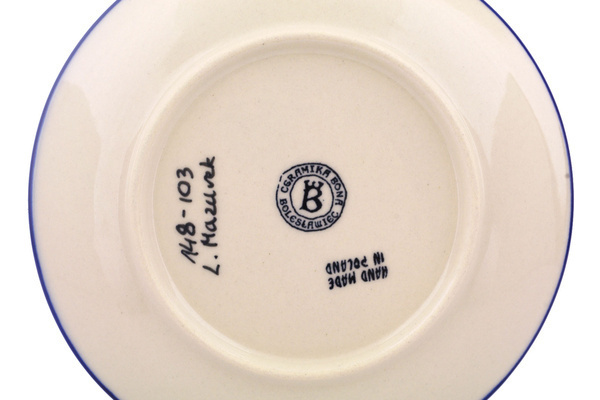 148-103
L. Mazurek
CERAMIKA BONA
B
BOLESŁAWIEC
HAND MADE
IN POLAND